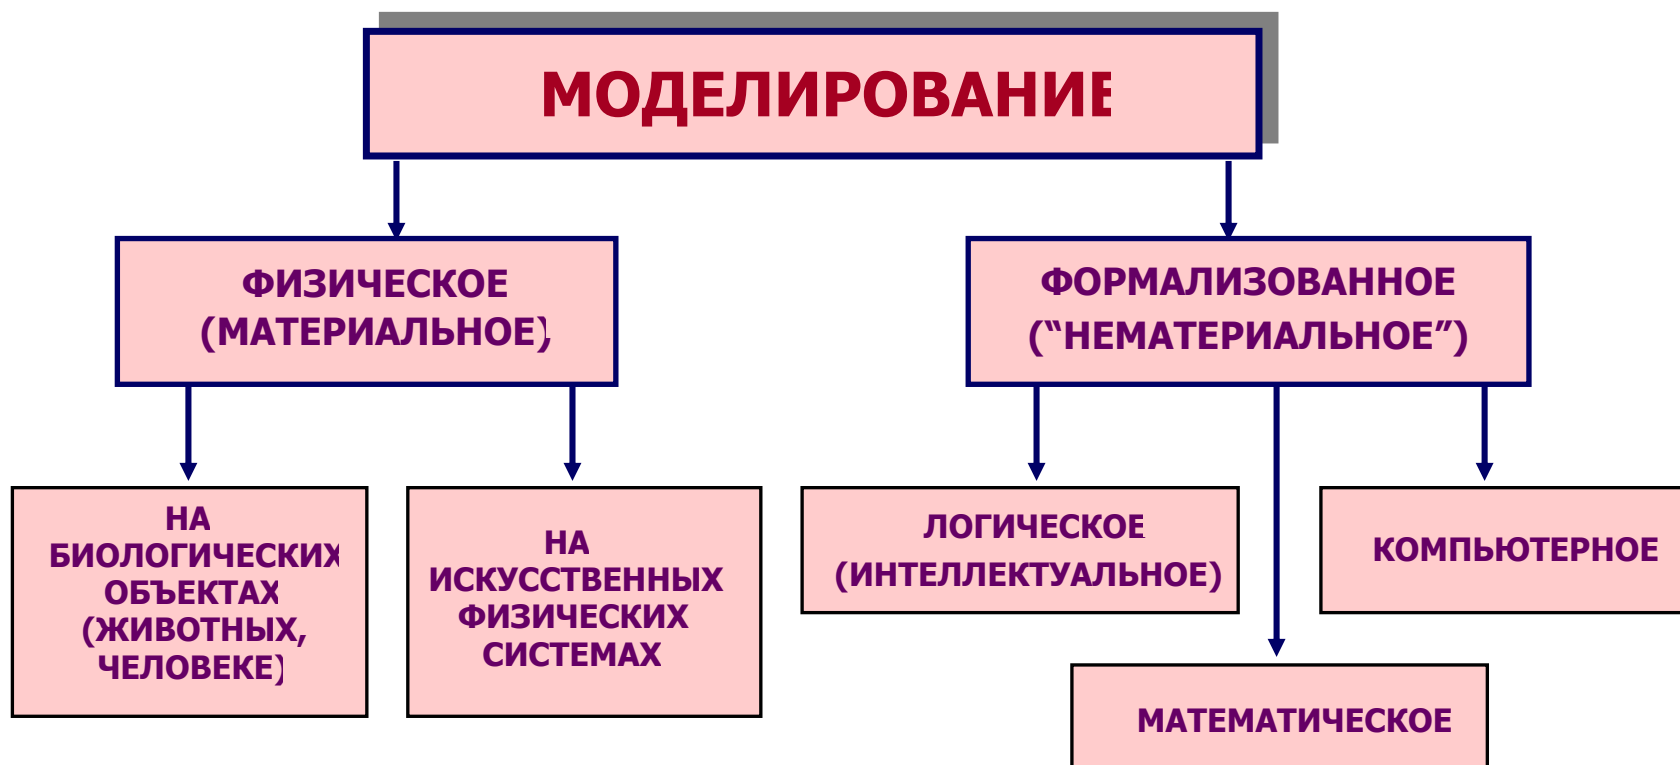 МОДЕЛИРОВАНИЕ
ФИЗИЧЕСКОЕ
(МАТЕРИАЛЬНОЕ)
ФОРМАЛИЗОВАННОЕ
(“НЕМАТЕРИАЛЬНОЕ”)
НА
БИОЛОГИЧЕСКИХ
ОБЪЕКТАХ
(ЖИВОТНЫХ,
ЧЕЛОВЕКЕ)
НА
ИСКУССТВЕННЫХ
ФИЗИЧЕСКИХ
СИСТЕМАХ
ЛОГИЧЕСКОЕ
(ИНТЕЛЛЕКТУАЛЬНОЕ)
КОМПЬЮТЕРНОЕ
МАТЕМАТИЧЕСКОЕ